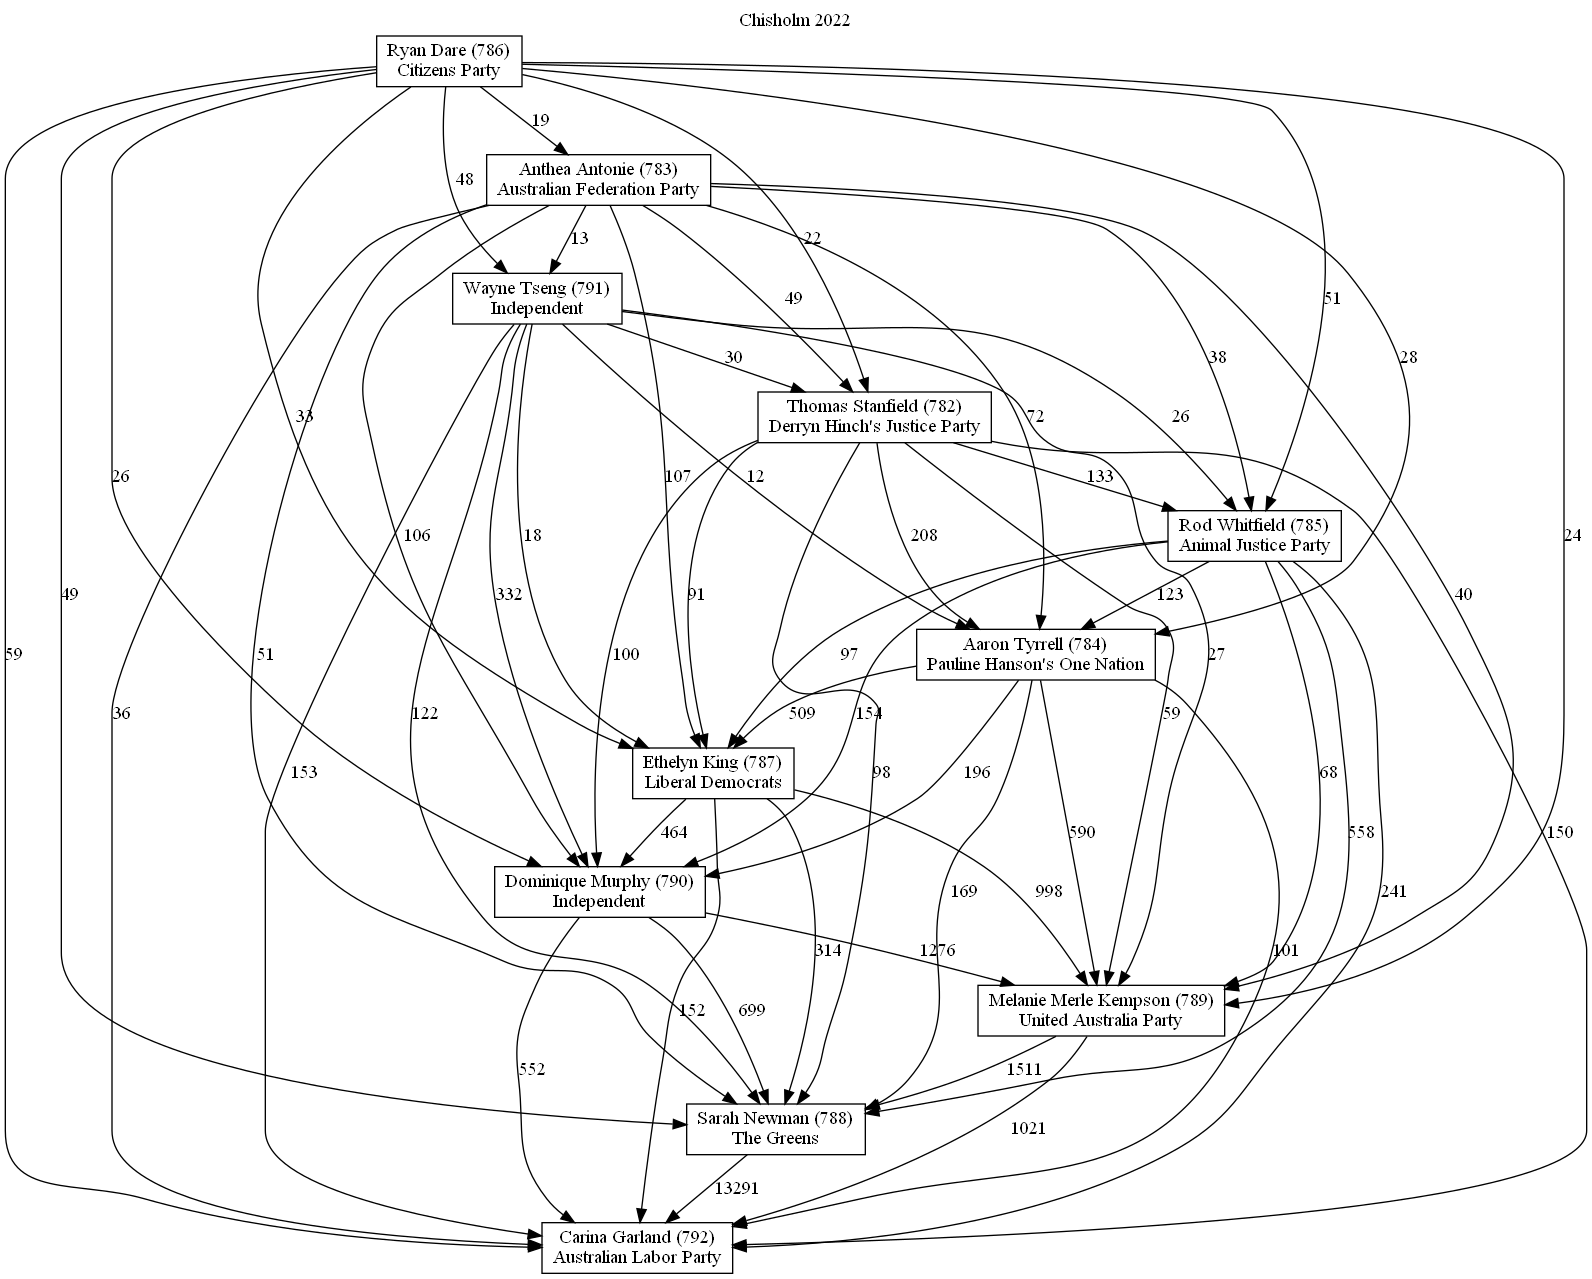 Chisholm 2022
Ryan Dare (786)
Citizens Party
19
Anthea Antonie (783)
Australian Federation Party
48
13
22
Wayne Tseng (791)
Independent
49
51
30
38
28
Thomas Stanfield (782)
Derryn Hinch's Justice Party
33
72
26
26
107
12
133
Rod Whitfield (785)
Animal Justice Party
106
18
208
24
49
332
91
123
40
Aaron Tyrrell (784)
Pauline Hanson's One Nation
59
51
100
97
27
36
122
509
154
59
Ethelyn King (787)
Liberal Democrats
153
98
196
68
464
590
558
150
Dominique Murphy (790)
Independent
998
169
241
1276
314
101
Melanie Merle Kempson (789)
United Australia Party
152
699
552
1511
Sarah Newman (788)
The Greens
1021
13291
Carina Garland (792)
Australian Labor Party